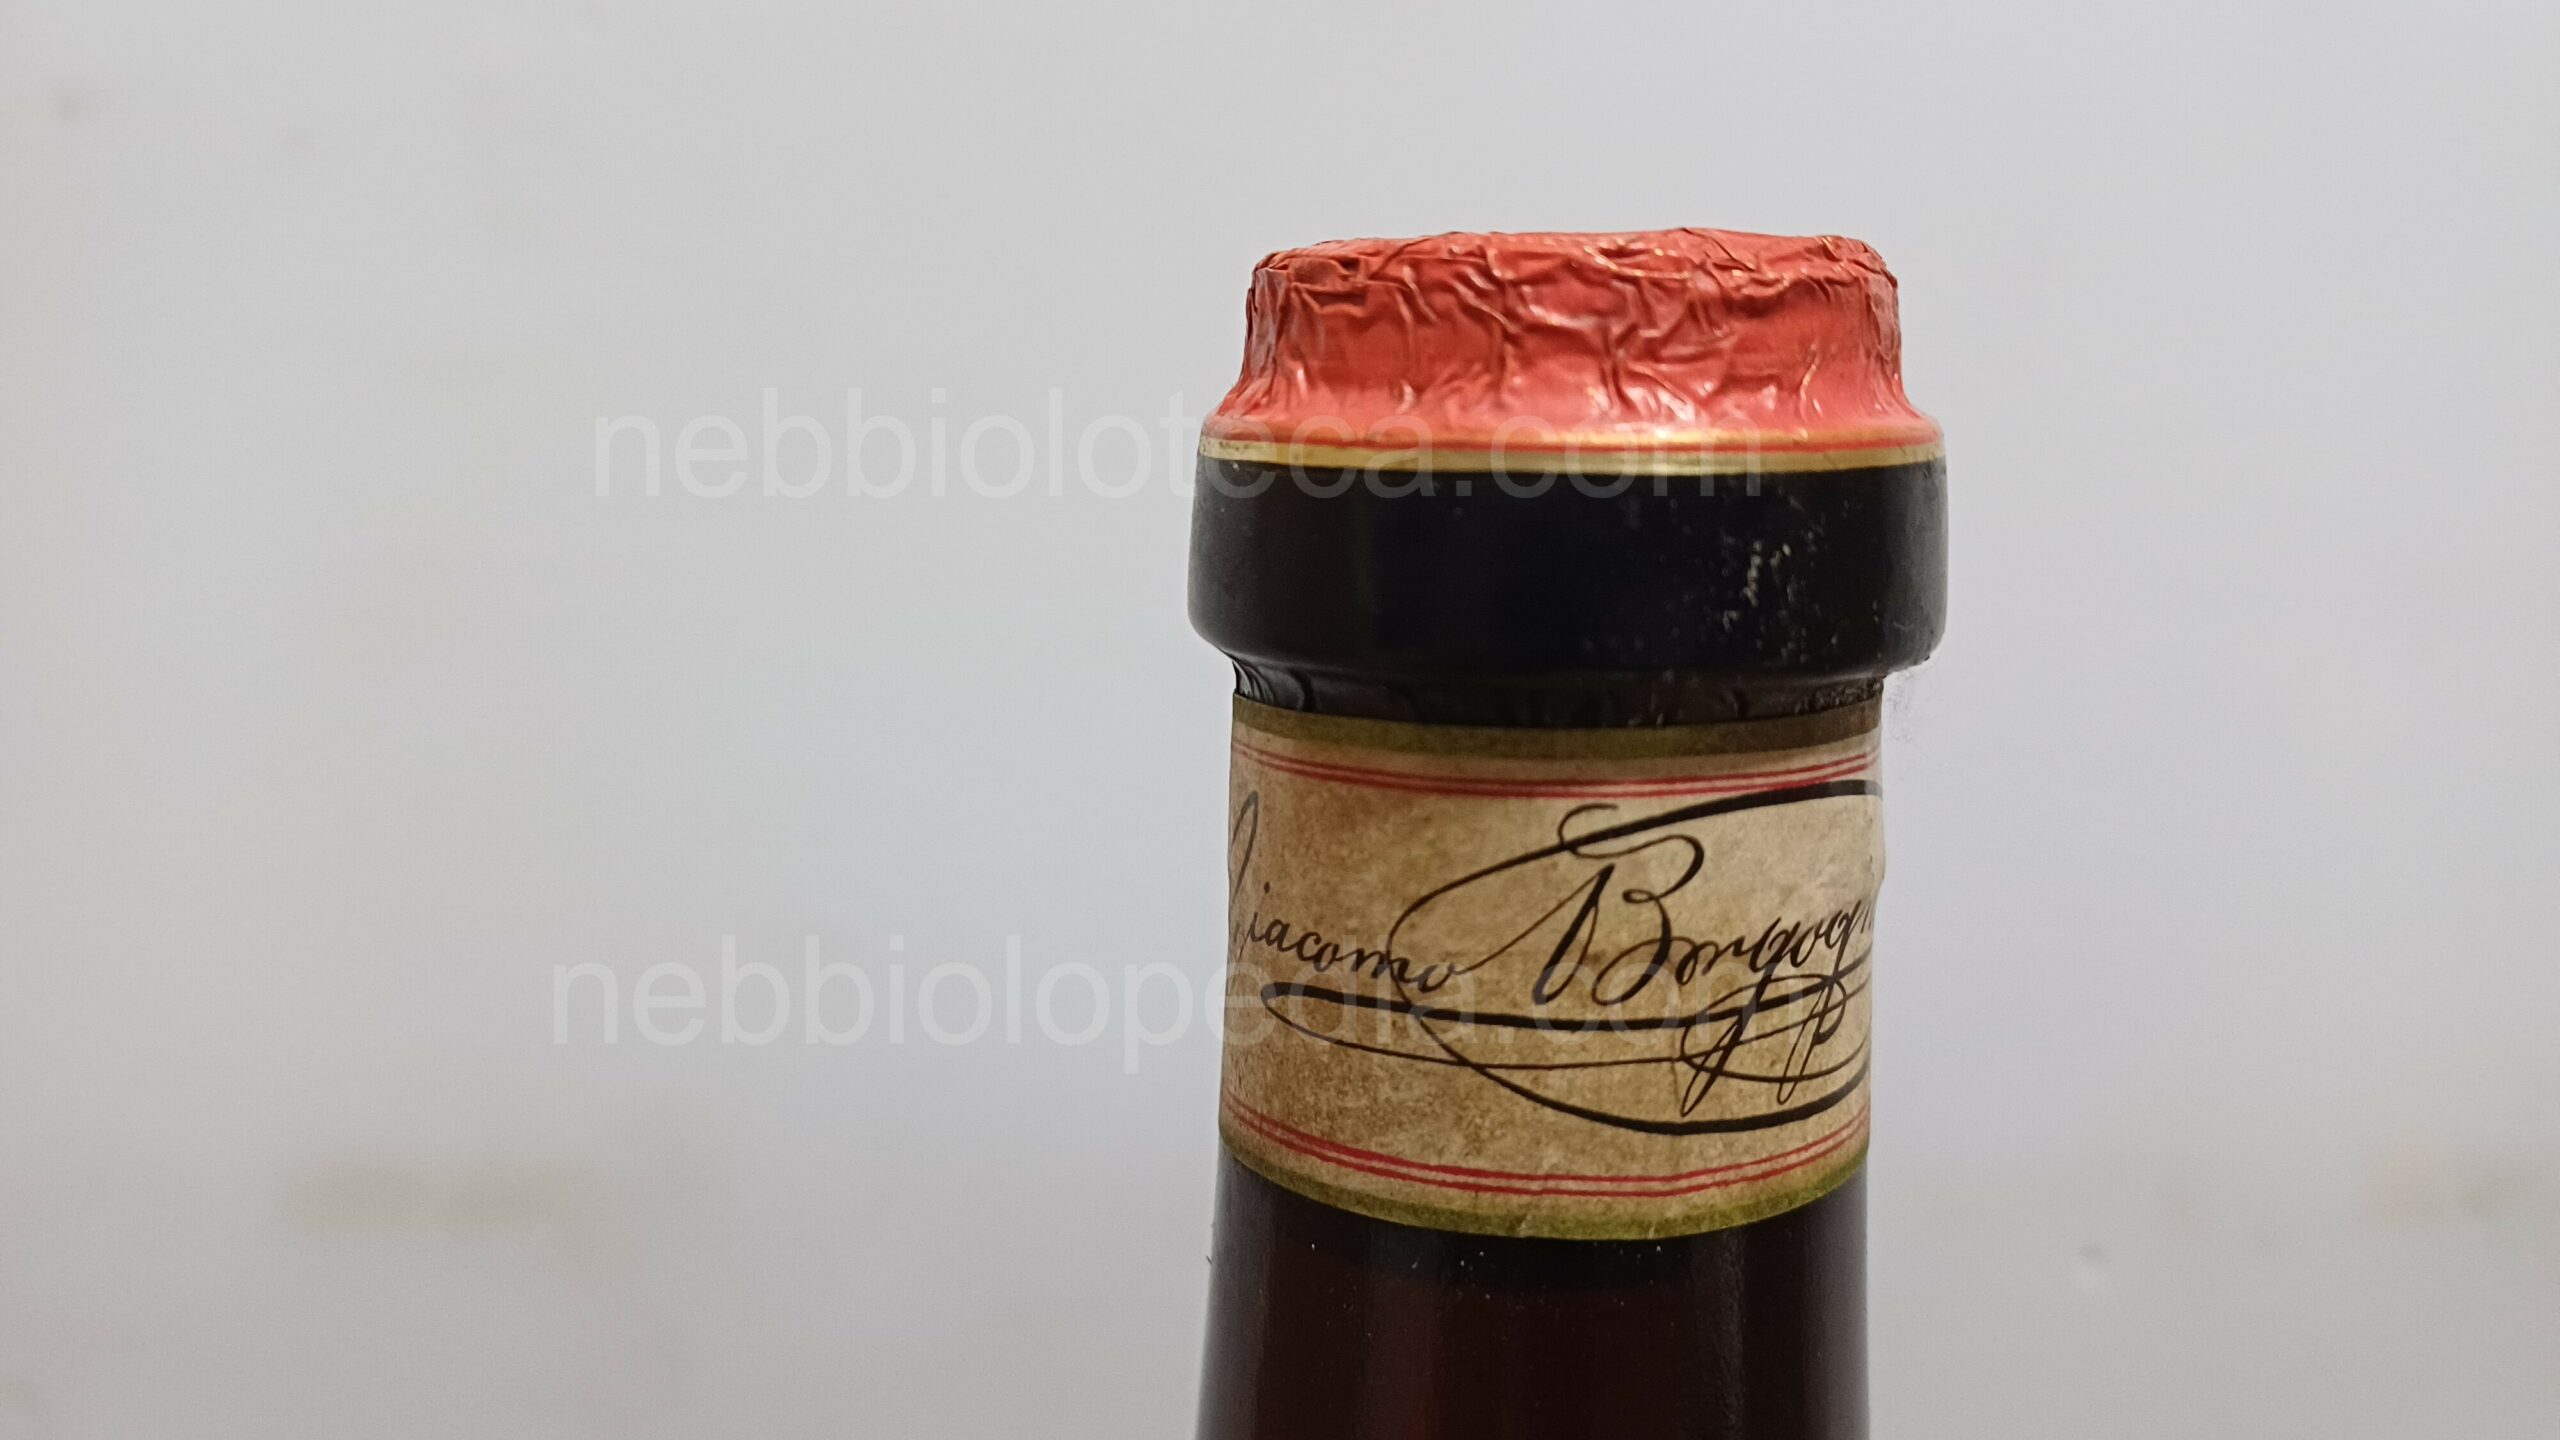 nebbioloteca.com
Giacomo Borgogn
nebbiolopedia.com